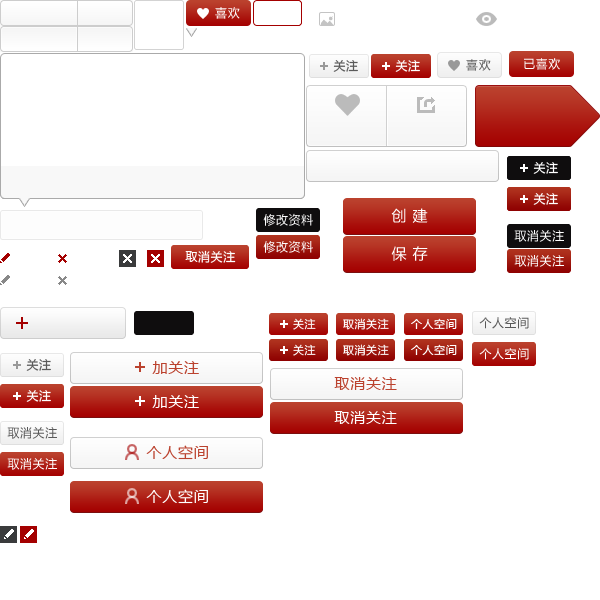 喜欢
+ 关注
+ 关注
喜欢
已喜欢
+ 关注
+ 关注
修改资料
创 建
取消关注
修改资料
保 存
取消关注
取消关注
+
+ 关注
取消关注
个人空间
个人空间
+ 关注
取消关注
个人空间
个人空间
+ 关注
+ 加关注
取消关注
+ 关注
+ 加关注
取消关注
取消关注
个人空间
取消关注
个人空间